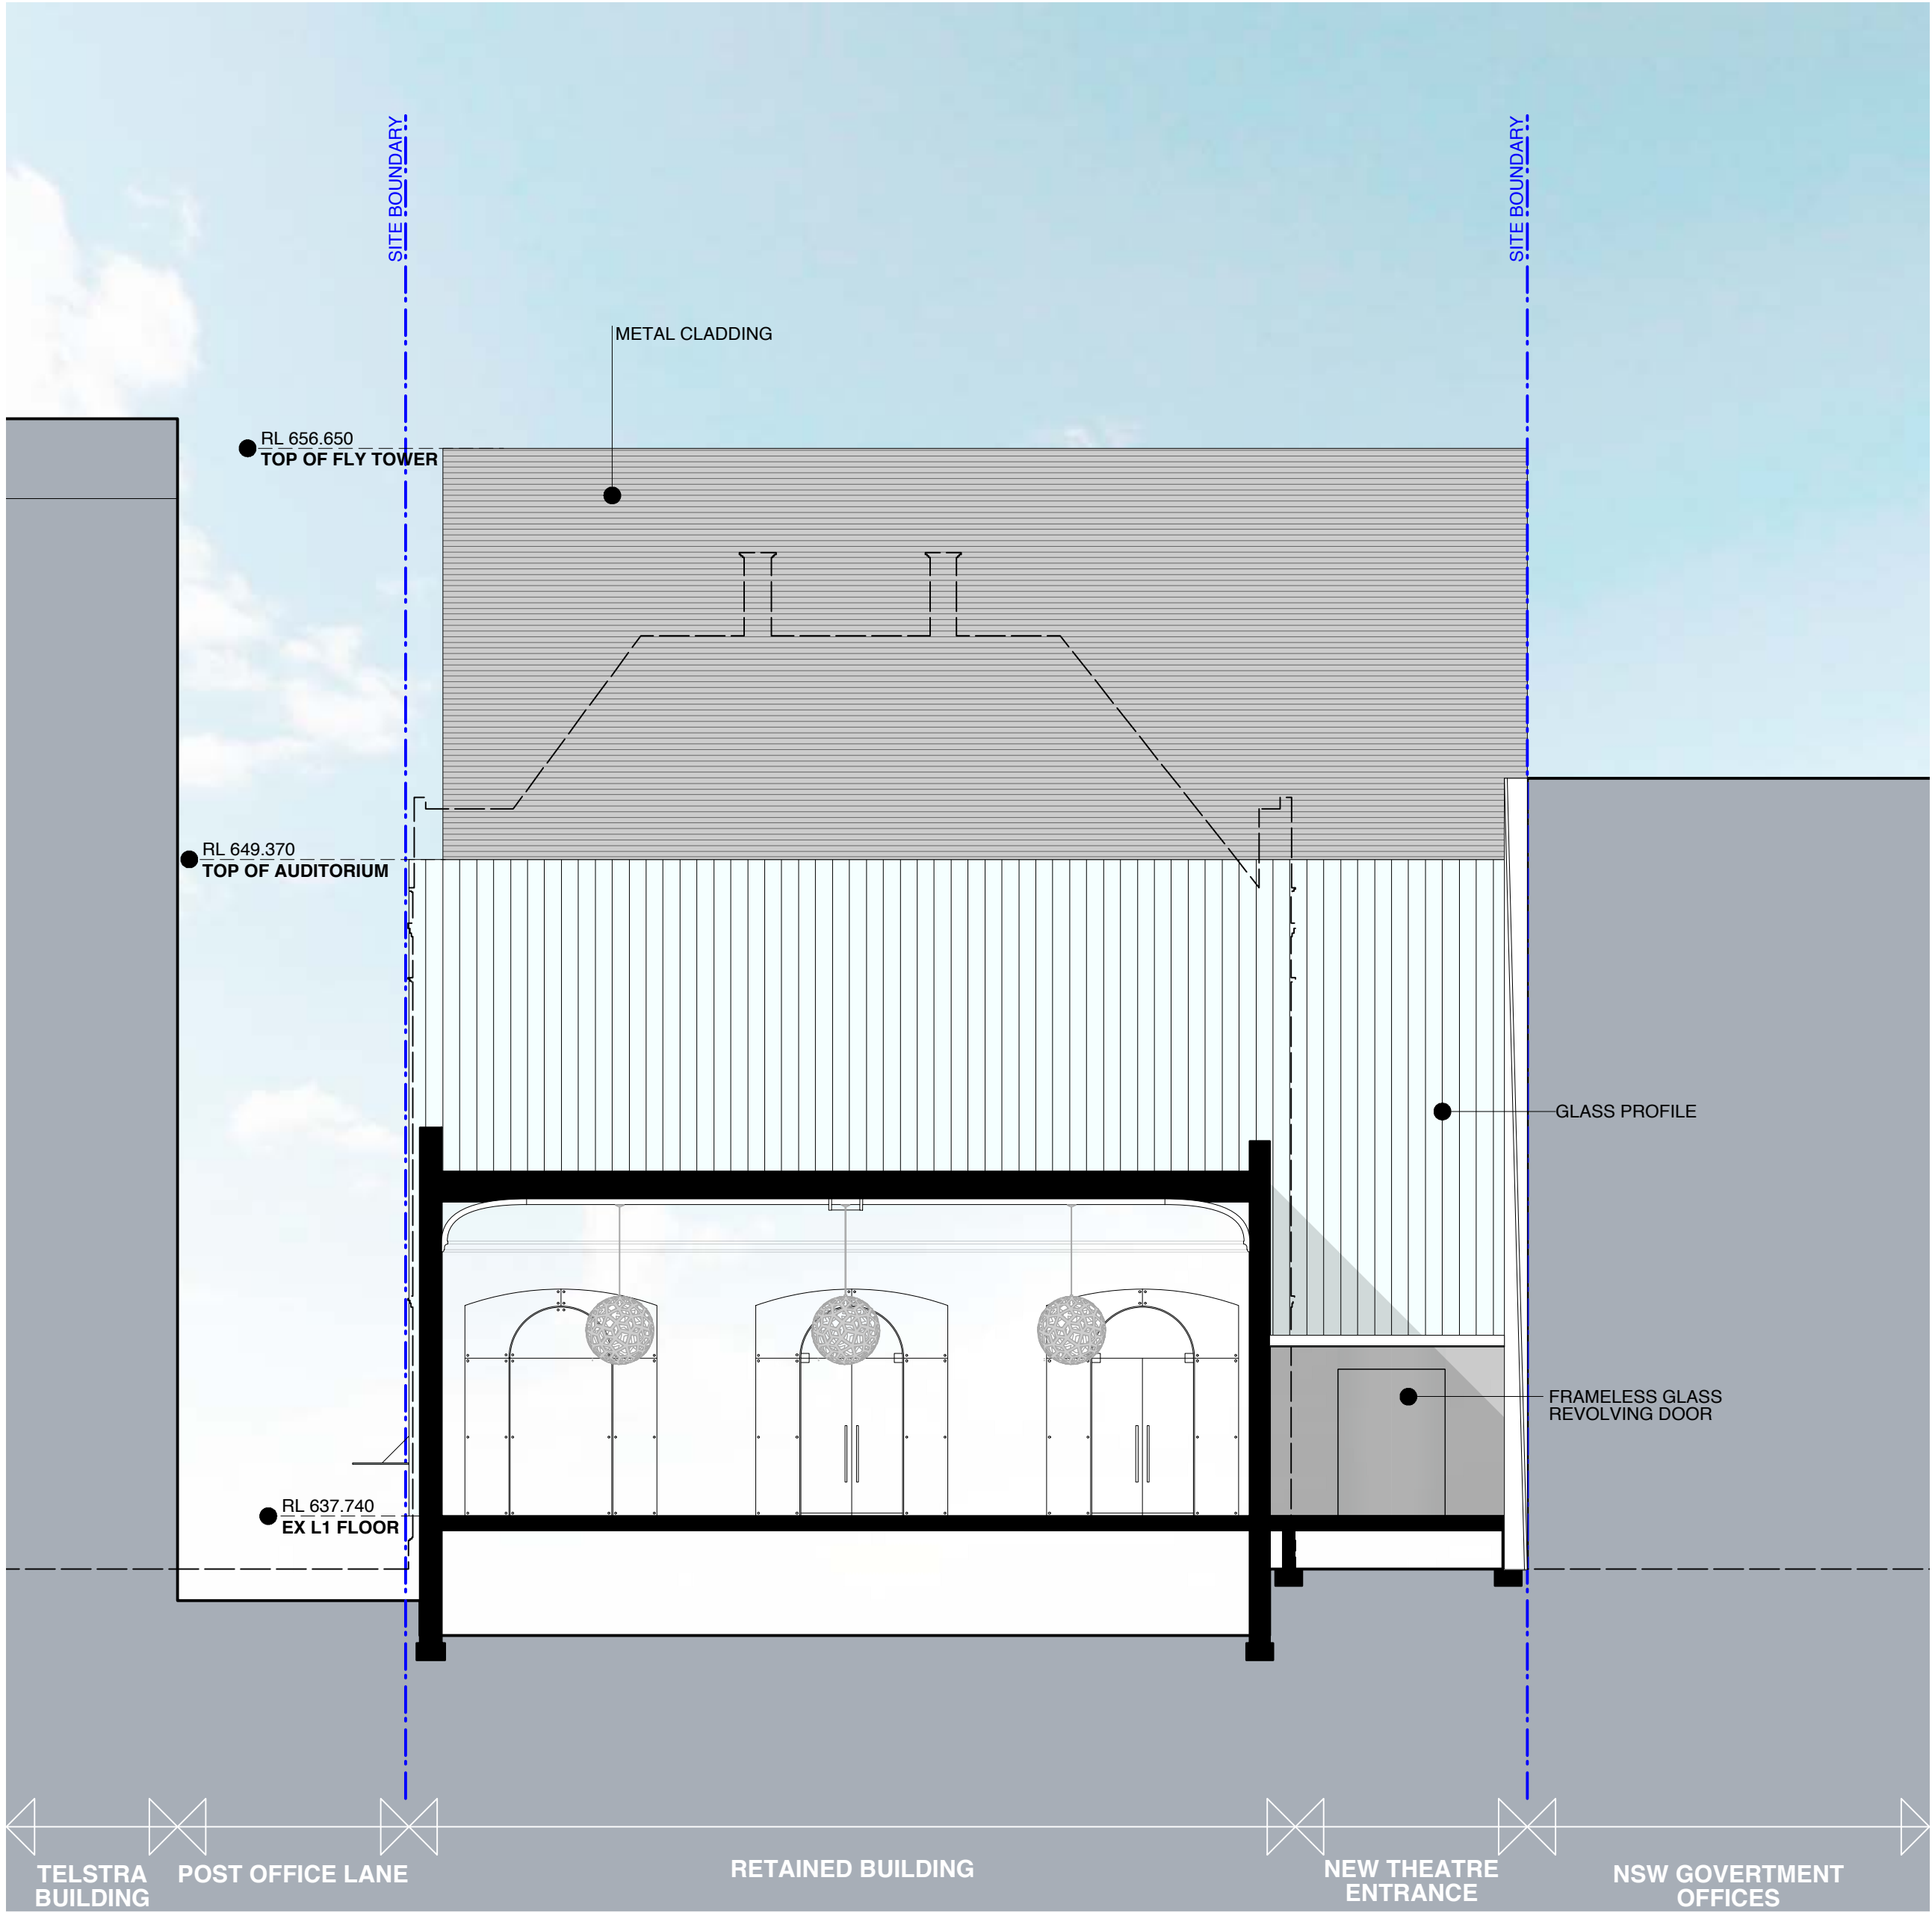 SITE BOUNDARY
SITE BOUNDARY
METAL CLADDING
RL 656.650
TOP OF FLY TOWER
RL 649.370
TOP OF AUDITORIUM
GLASS PROFILE
FRAMELESS GLASS
REVOLVING DOOR
RL 637.740
EX L1 FLOOR
TELSTRA
BUILDING
POST OFFICE LANE
RETAINED BUILDING
NEW THEATRE
ENTRANCE
NSW GOVERTMENT
OFFICES